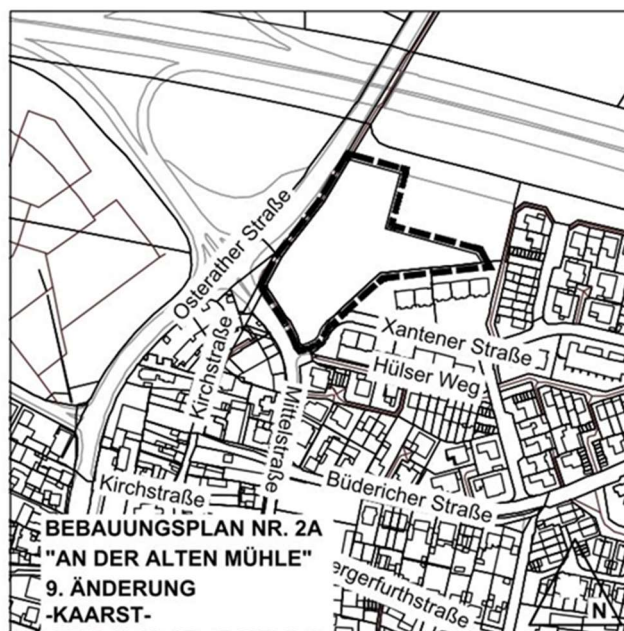 Osterather Straße
Kirchstraße
Xantener Straße
Hülser Weg
Mittelstraße
Kirchstraße
Büdericher Straße
BEBAUUNGSPLAN NR. 2A
"AN DER ALTEN MÜHLE"
9. ÄNDERUNG
-KAARST-
ergerfurthstraße
N